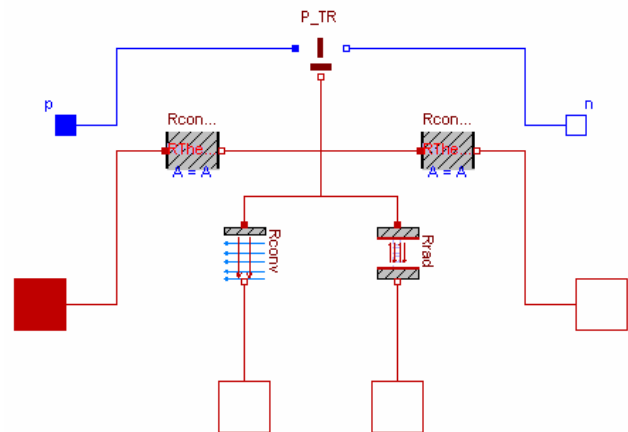 P_TR
p
n
Rcon...
Rcon...
RThe...
RThe...
A = A
A = A
Rconv
Rrad